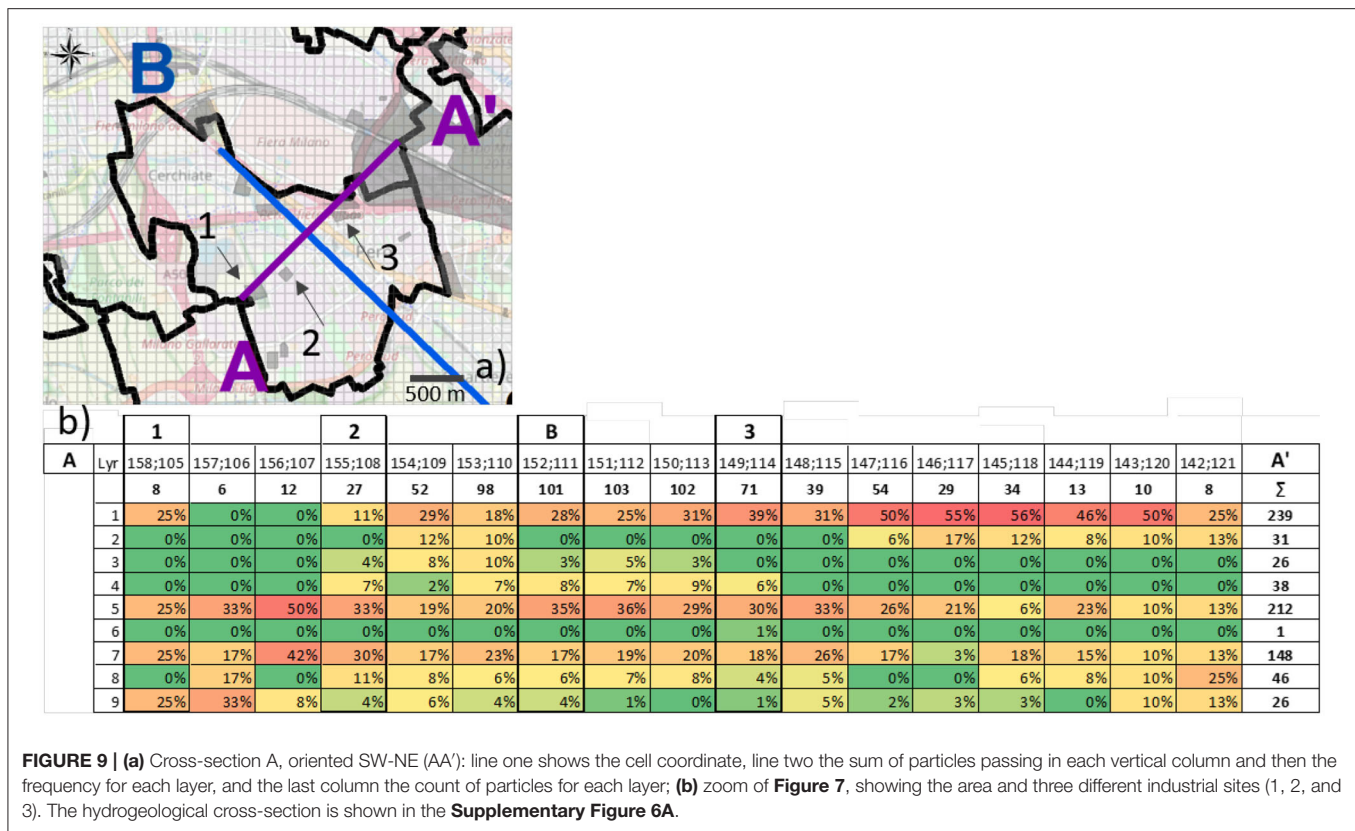 B
A'
Fiera Milano
Cerchiate
1
3
A50
2
A
a)
500 m
b) 1 2 B 3
A Lyr 158;105 157;106 156;107 155;108 154;109 153;110 152;111 151;112 150;113 149;114 148;115 147;116 146;117 145;118 144;119 143;120 142;121 A'
8 6 12 27 52 98 101 103 102 71 39 54 29 34 13 10 8 Σ
1 25% 0% 0% 11% 29% 18% 28% 25% 31% 39% 31% 50% 55% 56% 46% 50% 25% 239
2 0% 0% 0% 0% 12% 10% 0% 0% 0% 0% 0% 6% 17% 12% 8% 10% 13% 31
3 0% 0% 0% 4% 8% 10% 3% 5% 3% 0% 0% 0% 0% 0% 0% 0% 0% 26
4 0% 0% 0% 7% 2% 7% 8% 7% 9% 6% 0% 0% 0% 0% 0% 0% 0% 38
5 25% 33% 50% 33% 19% 20% 35% 36% 29% 30% 33% 26% 21% 6% 23% 10% 13% 212
6 0% 0% 0% 0% 0% 0% 0% 0% 0% 1% 0% 0% 0% 0% 0% 0% 0% 1
7 25% 17% 42% 30% 17% 23% 17% 19% 20% 18% 26% 17% 3% 18% 15% 10% 13% 148
8 0% 17% 0% 11% 8% 6% 6% 7% 8% 4% 5% 0% 0% 6% 8% 10% 25% 46
9 25% 33% 8% 4% 6% 4% 4% 1% 0% 1% 5% 2% 3% 3% 0% 10% 13% 26
FIGURE 9 | (a) Cross-section A, oriented SW-NE (AA′): line one shows the cell coordinate, line two the sum of particles passing in each vertical column and then the
frequency for each layer, and the last column the count of particles for each layer; (b) zoom of Figure 7, showing the area and three different industrial sites (1, 2, and
3). The hydrogeological cross-section is shown in the Supplementary Figure 6A.